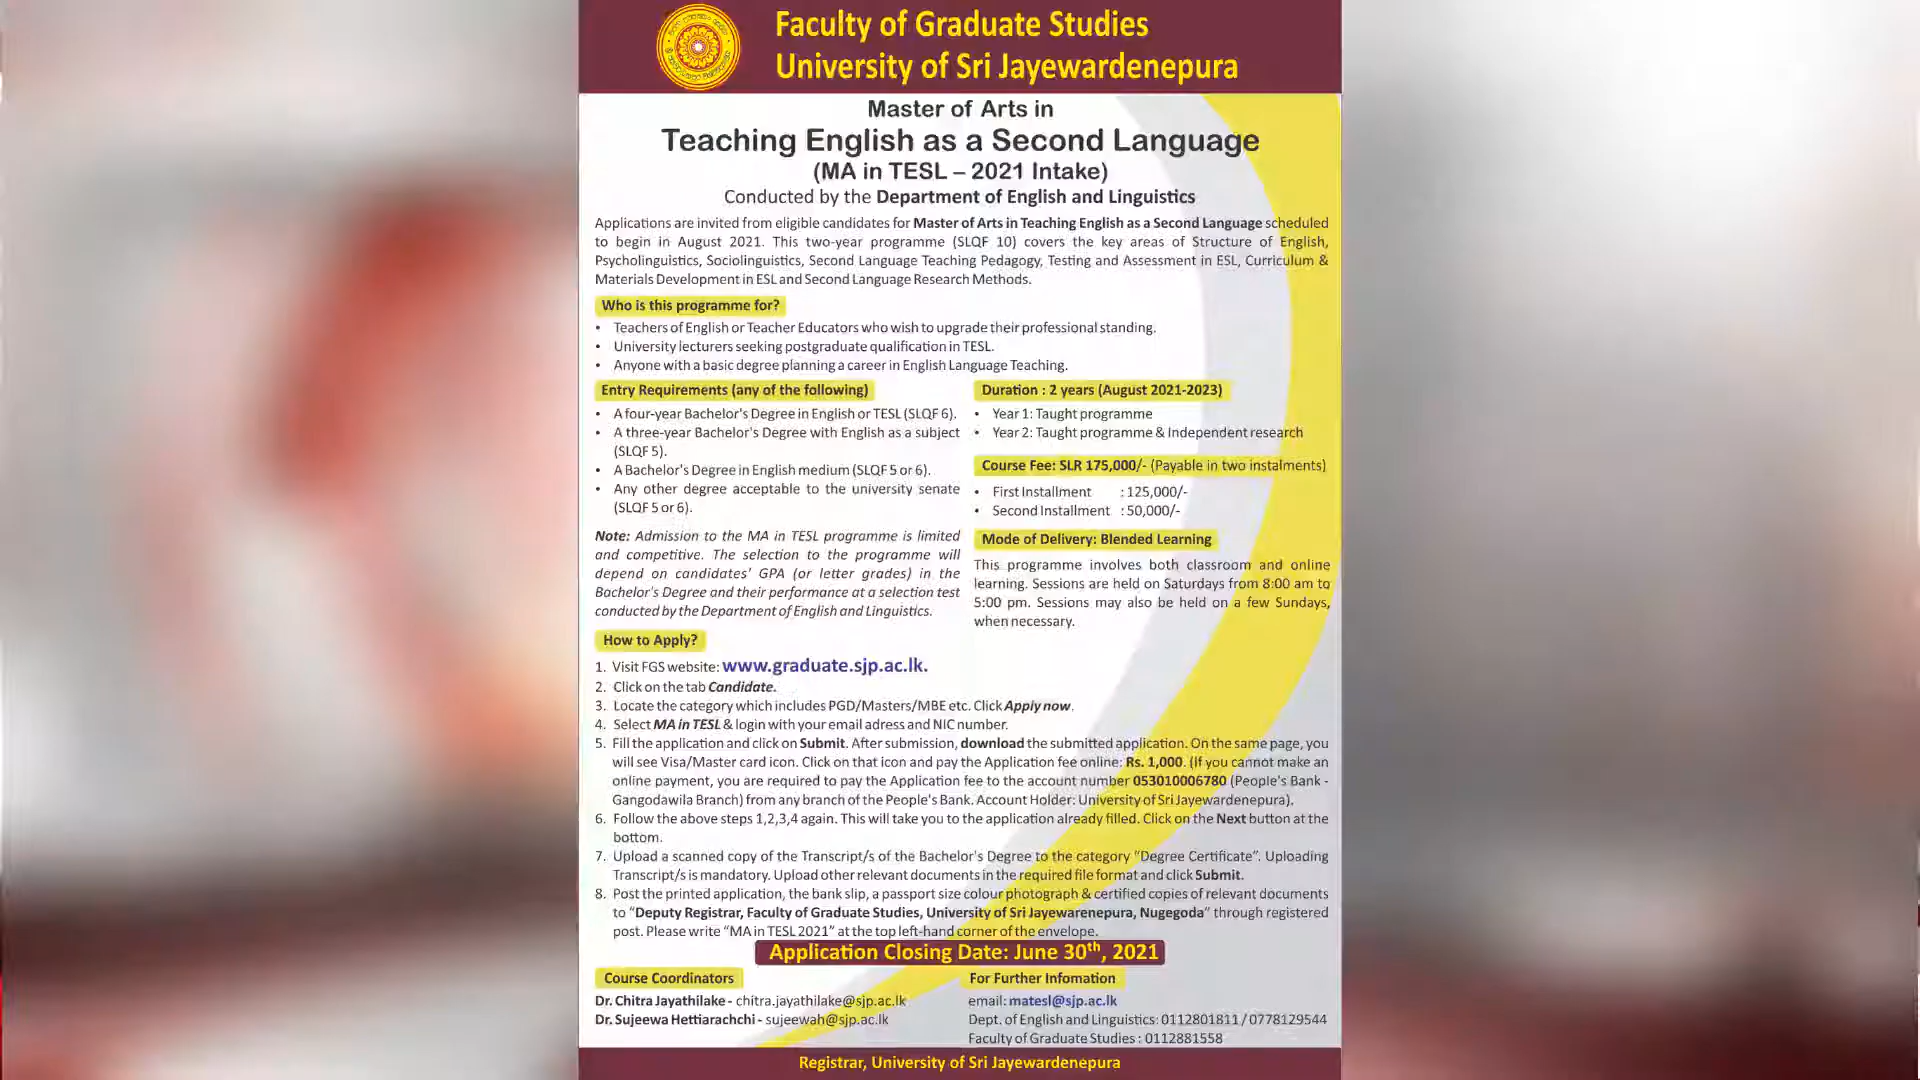 Faculty of Graduate Studies
University of Sri Jayewardenepura
Master of Arts in
Teaching English as a Second Language
(MA in TESL – 2021 Intake)
Conducted by the Department of English and Linguistics
Applications are invited from eligible candidates for Master of Arts in Teaching English as a Second Language scheduled
to begin in August 2021. This two-year programme (SLQF 10) covers the key areas of Structure of English,
Psycholinguistics, Sociolinguistics, Second Language Teaching Pedagogy, Testing and Assessment in ESL, Curriculum &
Materials Development in ESL and Second Language Research Methods.
Who is this programme for?
• Teachers of English or Teacher Educators who wish to upgrade their professional standing.
• University lecturers seeking postgraduate qualification in TESL.
• Anyone with a basic degree planning a career in English Language Teaching.
Entry Requirements (any of the following)
• A four-year Bachelor's Degree in English or TESL (SLQF 6).
• A three-year Bachelor's Degree with English as a subject
(SLQF 5).
• A Bachelor's Degree in English medium (SLQF 5 or 6).
• Any other degree acceptable to the university senate
(SLQF 5 or 6).
Note: Admission to the MA in TESL programme is limited
and competitive. The selection to the programme will
depend on candidates' GPA (or letter grades) in the
Bachelor's Degree and their performance at a selection test
conducted by the Department of English and Linguistics.
Duration : 2 years (August 2021-2023)
• Year 1: Taught programme
• Year 2: Taught programme & Independent research
Course Fee: SLR 175,000/- (Payable in two instalments)
• First Installment : 125,000/-
• Second Installment : 50,000/-
Mode of Delivery: Blended Learning
This programme involves both classroom and online
learning. Sessions are held on Saturdays from 8:00 am to
5:00 pm. Sessions may also be held on a few Sundays,
when necessary.
How to Apply?
1. Visit FGS website: www.graduate.sjp.ac.lk.
2. Click on the tab Candidate.
3. Locate the category which includes PGD/Masters/MBE etc. Click Apply now.
4. Select MA in TESL & login with your email adress and NIC number.
5. Fill the application and click on Submit. After submission, download the submitted application. On the same page, you
will see Visa/Master card icon. Click on that icon and pay the Application fee online: Rs. 1,000. (If you cannot make an
online payment, you are required to pay the Application fee to the account number 053010006780 (People's Bank -
Gangodawila Branch) from any branch of the People's Bank. Account Holder: University of Sri Jayewardenepura).
6. Follow the above steps 1,2,3,4 again. This will take you to the application already filled. Click on the Next button at the
bottom.
7. Upload a scanned copy of the Transcript/s of the Bachelor's Degree to the category "Degree Certificate". Uploading
Transcript/s is mandatory. Upload other relevant documents in the required file format and click Submit.
8. Post the printed application, the bank slip, a passport size colour photograph & certified copies of relevant documents
to "Deputy Registrar, Faculty of Graduate Studies, University of Sri Jayewarenepura, Nugegoda" through registered
post. Please write "MA in TESL 2021" at the top left-hand corner of the envelope.
Application Closing Date: June 30th, 2021
Course Coordinators
Dr. Chitra Jayathilake - chitra.jayathilake@sjp.ac.lk
Dr. Sujeewa Hettiarachchi - sujeewah@sjp.ac.lk
For Further Infomation
email: matesl@sjp.ac.lk
Dept. of English and Linguistics: 0112801811 / 0778129544
Faculty of Graduate Studies : 0112881558
Registrar, University of Sri Jayewardenepura